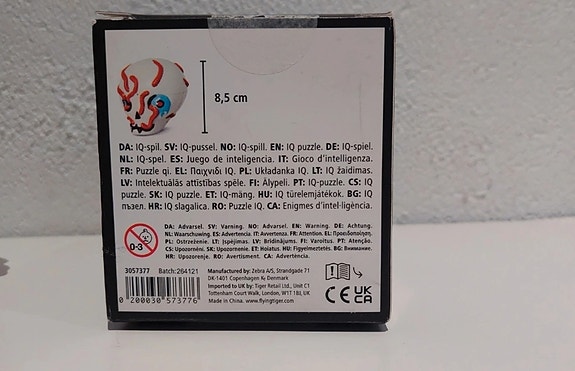 8,5 cm
DA: IQ-spil. SV: IQ-pussel. NO: IQ-spill. EN: IQ puzzle. DE: IQ-spiel.
NL: IQ-spel. ES: Juego de inteligencia. IT: Gioco d'intelligenza.
FR: Puzzle qi. EL: Παιχνίδι IQ. PL: Układanka IQ. LT: IQ žaidimas.
LV: Intelektuālās attīstības spēle. FI: Älypeli. PT: IQ-puzzle. CS: IQ
puzzle. SK: IQ puzzle. ET: IQ-mäng. HU: IQ türelemjátékok. BG: IQ
пъзел. HR: IQ slagalica. RO: Puzzle IQ. CA: Enigmes d'intel·ligència.
0-3
DA: Advarsel. SV: Varning. NO: Advarsel. EN: Warning. DE: Achtung.
NL: Waarschuwing. ES: Advertencia. IT: Avvertenza. FR: Attention. EL: Προειδοποίηση.
PL: Ostrzeżenie. LT: Įspėjimas. LV: Brīdinājums. FI: Varoitus. PT: Atenção.
CS: Upozornění. SK: Upozornenie. ET: Hoiatus. HU: Figyelmeztetés. BG: Внимание.
HR: Upozorenje. RO: Avertisment. CA: Advertència.
3057377 Batch:264121
Manufactured by: Zebra A/S, Strandgade 71
DK-1401 Copenhagen K, Denmark
Imported to UK by: Tiger Retail Ltd., Unit C1
Tottenham Court Walk, London, W1T 1BJ, UK
Made in China. www.flyingtiger.com
0 200030 573776
CE UK
CA